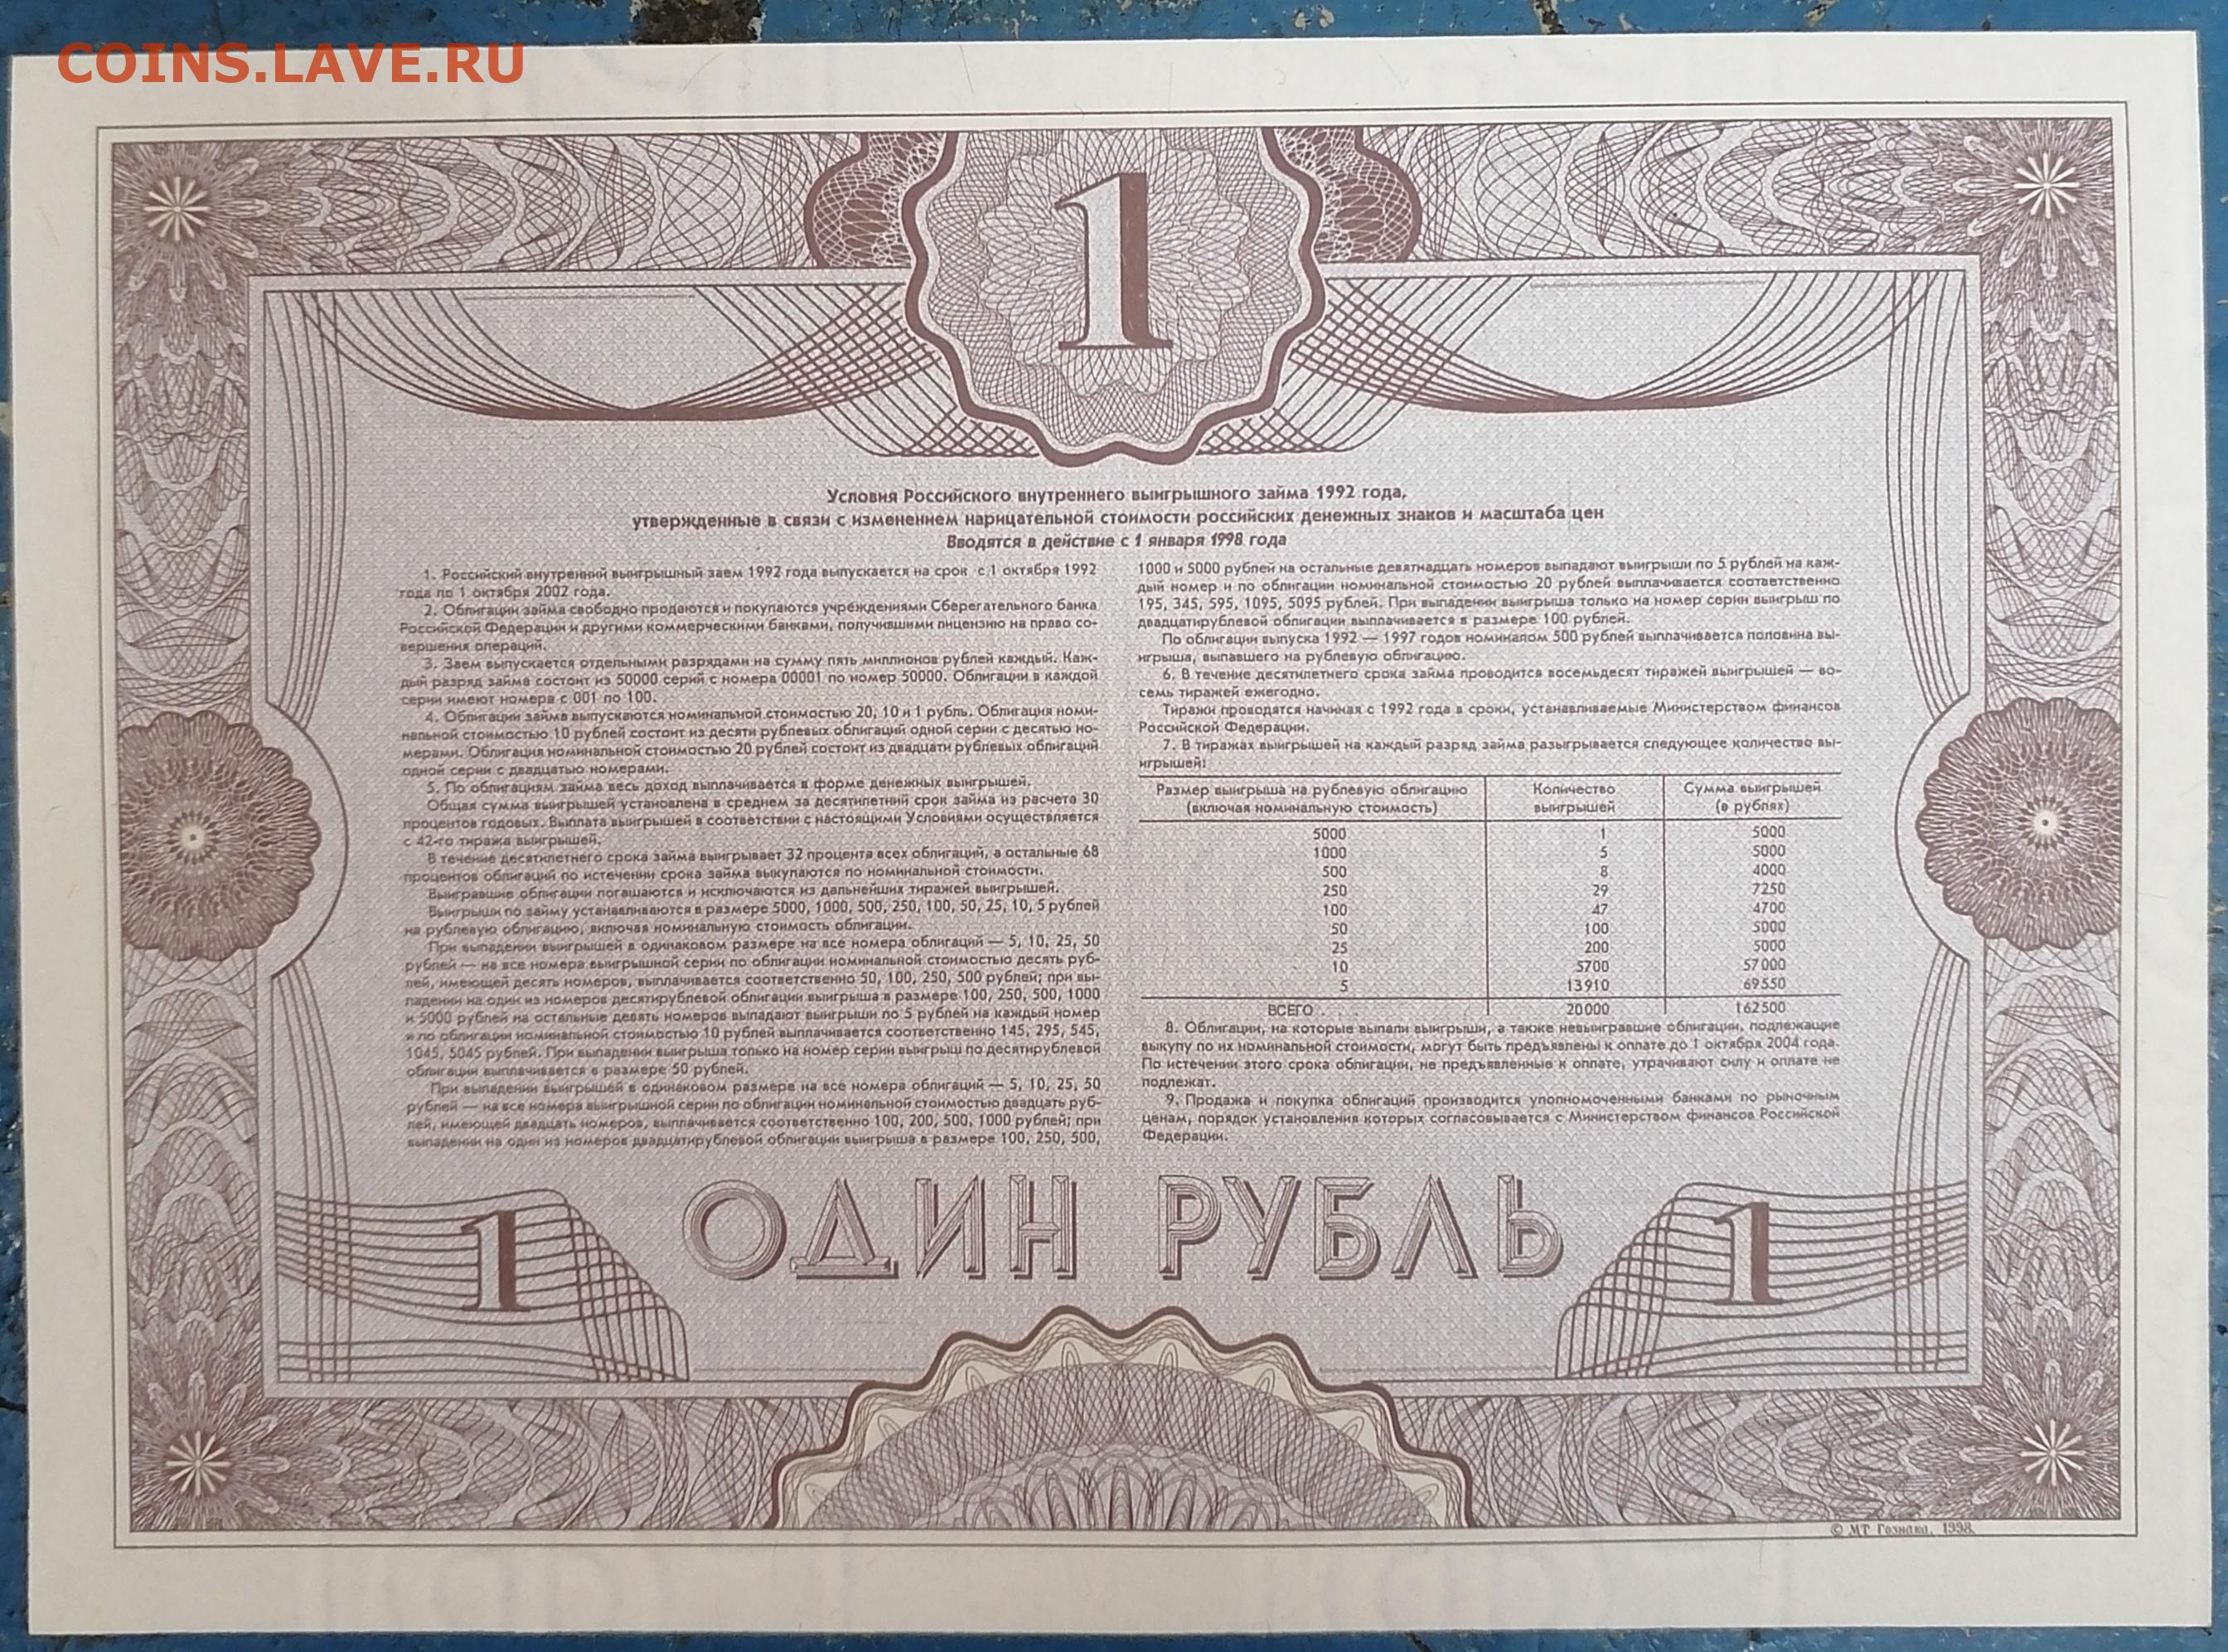 COINS.LAVE.RU
1
Условия Российского внутреннего выигрышного займа 1992 года,
утвержденные в связи с изменением нарицательной стоимости российских денежных знаков и масштаба цен
Вводятся в действие с 1 января 1998 года
1. Российский внутренний выигрышный заем 1992 года выпускается на срок с 1 октября 1992
года по 1 октября 2002 года.
2. Облигации займа свободно продаются и покупаются учреждениями Сберегательного банка
Российской Федерации и другими коммерческими банками, получившими лицензию на право со-
вершения операций.
3. Заем выпускается отдельными разрядами на сумму пять миллионов рублей каждый. Каж-
дый разряд займа состоит из 50000 серий с номера 00001 по номер 50000. Облигации в каждой
серии имеют номера с 001 по 100.
4. Облигации займа выпускаются номинальной стоимостью 20, 10 и 1 рубль. Облигация номи-
нальной стоимостью 10 рублей состоит из десяти рублевых облигаций одной серии с десятью но-
мерами. Облигация номинальной стоимостью 20 рублей состоит из двадцати рублевых облигаций
одной серии с двадцатью номерами.
5. По облигациям займа весь доход выплачивается в форме денежных выигрышей.
Общая сумма выигрышей установлена в среднем за десятилетний срок займа из расчета 30
процентов годовых. Выплата выигрышей в соответствии с настоящими Условиями осуществляется
с 42-го тиража выигрышей.
В течение десятилетнего срока займа выигрывает 32 процента всех облигаций, а остальные 68
процентов облигаций по истечении срока займа выкупаются по номинальной стоимости.
Выигравшие облигации погашаются и исключаются из дальнейших тиражей выигрышей.
Выигрыши по займу устанавливаются в размере 5000, 1000, 500, 250, 100, 50, 25, 10, 5 рублей
на рублевую облигацию, включая номинальную стоимость облигации.
При выпадении выигрышей в одинаковом размере на все номера облигаций — 5, 10, 25, 50
рублей — на все номера выигрышной серии по облигации номинальной стоимостью десять руб-
лей, имеющей десять номеров, выплачивается соответственно 50, 100, 250, 500 рублей; при вы-
падении на один из номеров десятирублевой облигации выигрыша в размере 100, 250, 500, 1000
и 5000 рублей на остальные девять номеров выпадают выигрыши по 5 рублей на каждый номер
и по облигации номинальной стоимостью 10 рублей выплачивается соответственно 145, 295, 545,
1045, 5045 рублей. При выпадении выигрыша только на номер серии выигрыш по десятирублевой
облигации выплачивается в размере 50 рублей.
При выпадении выигрышей в одинаковом размере на все номера облигаций — 5, 10, 25, 50
рублей — на все номера выигрышной серии по облигации номинальной стоимостью двадцать руб-
лей, имеющей двадцать номеров, выплачивается соответственно 100, 200, 500, 1000 рублей; при
выпадении на один из номеров двадцатирублевой облигации выигрыша в размере 100, 250, 500,
1000 и 5000 рублей на остальные девятнадцать номеров выпадают выигрыши по 5 рублей на каж-
дый номер и по облигации номинальной стоимостью 20 рублей выплачивается соответственно
195, 345, 595, 1095, 5095 рублей. При выпадении выигрыша только на номер серии выигрыш по
двадцатирублевой облигации выплачивается в размере 100 рублей.
По облигации выпуска 1992 — 1997 годов номиналом 500 рублей выплачивается половина вы-
игрыша, выпавшего на рублевую облигацию.
6. В течение десятилетнего срока займа проводится восемьдесят тиражей выигрышей — во-
семь тиражей ежегодно.
Тиражи проводятся начиная с 1992 года в сроки, устанавливаемые Министерством финансов
Российской Федерации.
7. В тиражах выигрышей на каждый разряд займа разыгрывается следующее количество вы-
игрышей:
Размер выигрыша на рублевую облигацию Количество Сумма выигрышей
(включая номинальную стоимость) выигрышей (в рублях)
5000 1 5000
1000 5 5000
500 8 4000
250 29 7250
100 47 4700
50 100 5000
25 200 5000
10 5700 57000
5 13910 69550
ВСЕГО . . . 20000 162500
8. Облигации, на которые выпали выигрыши, а также невыигравшие облигации, подлежащие
выкупу по их номинальной стоимости, могут быть предъявлены к оплате до 1 октября 2004 года.
По истечении этого срока облигации, не предъявленные к оплате, утрачивают силу и оплате не
подлежат.
9. Продажа и покупка облигаций производится уполномоченными банками по рыночным
ценам, порядок установления которых согласовывается с Министерством финансов Российской
Федерации.
1 ОДИН РУБЛЬ 1
© МТ Гознака, 1998.